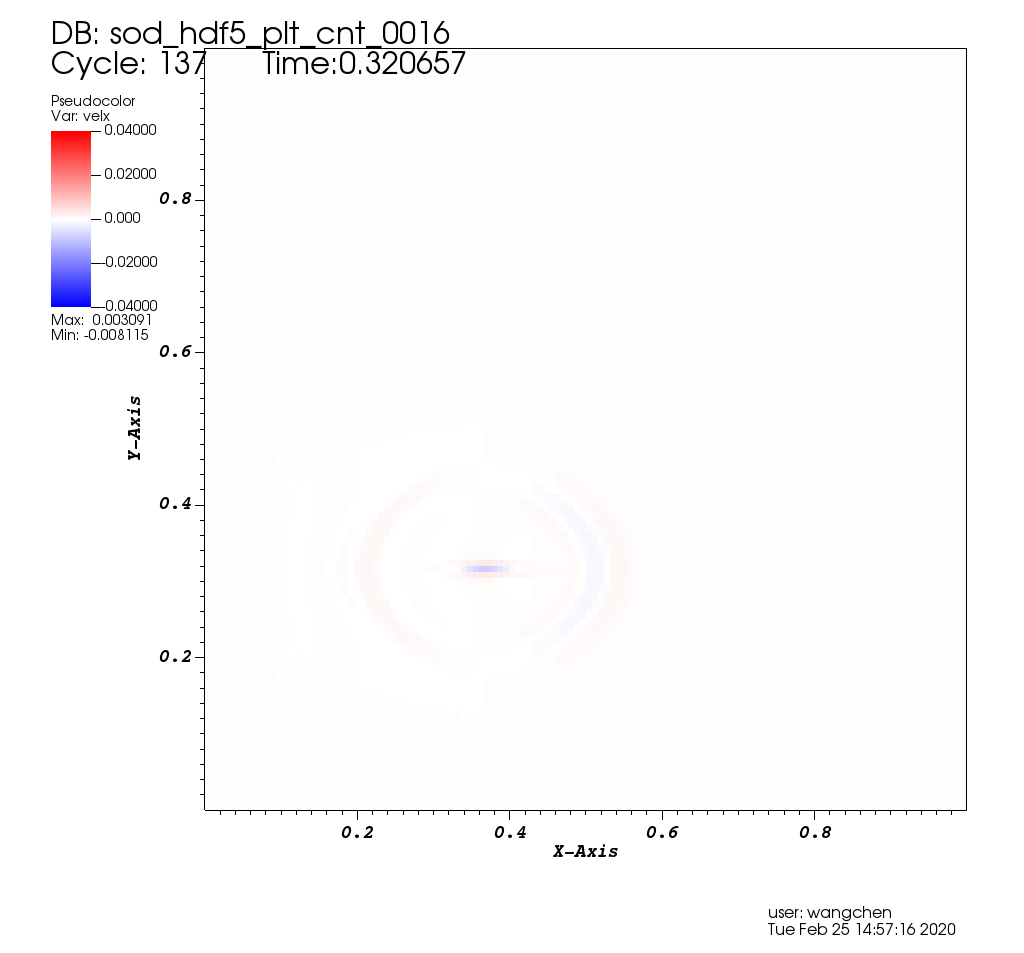 DB: sod_hdf5_plt_cnt_0016
Cycle: 137 Time:0.320657
Pseudocolor
Var: velx
0.04000
0.02000
0.000
-0.02000
-0.04000
Max: 0.003091
Min: -0.008115
0.8
0.6
0.4
0.2
Y-Axis
0.2 0.4 0.6 0.8
X-Axis
user: wangchen
Tue Feb 25 14:57:16 2020